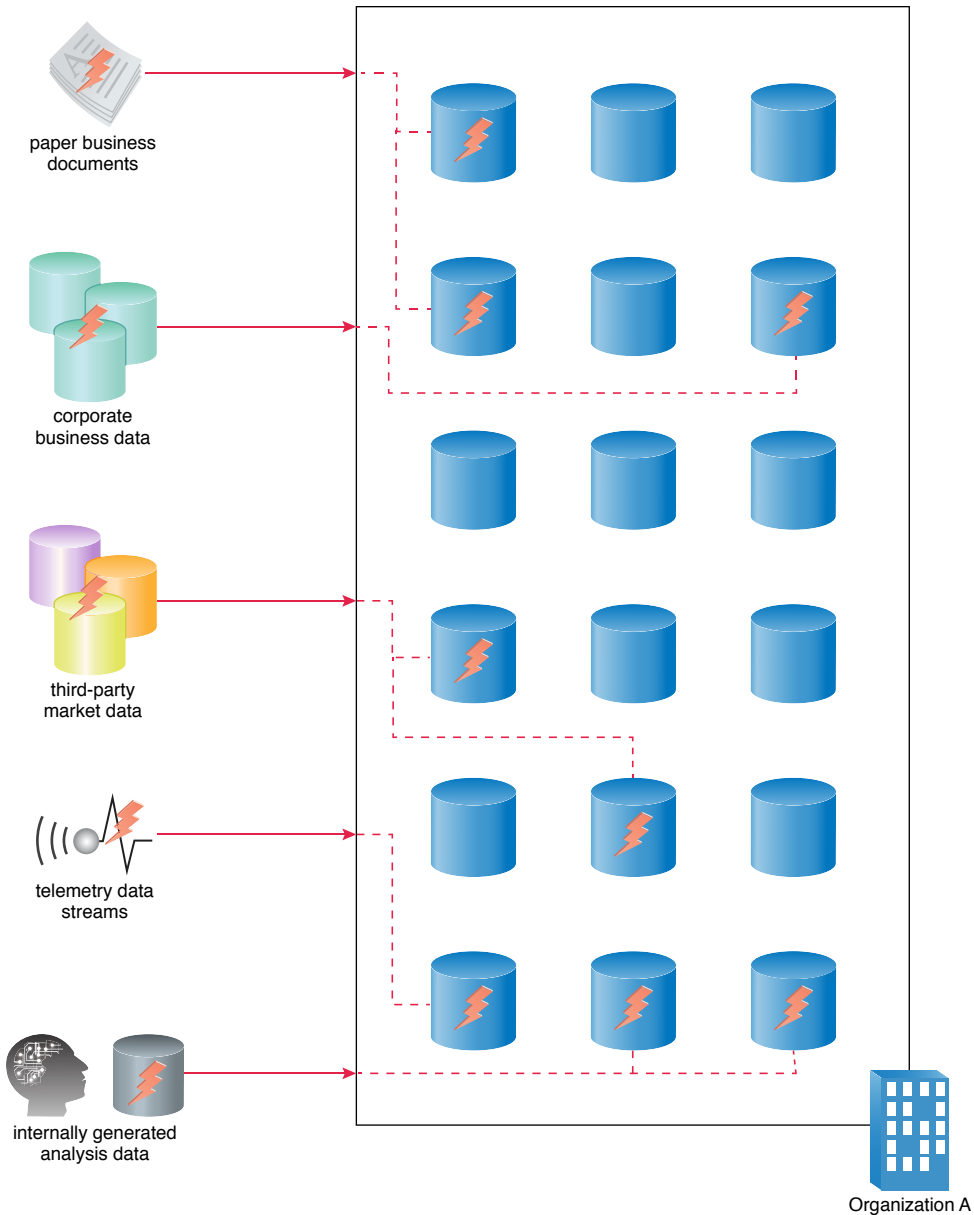 paper business
documents
corporate
business data
third-party
market data
telemetry data
streams
internally generated
analysis data
Organization A